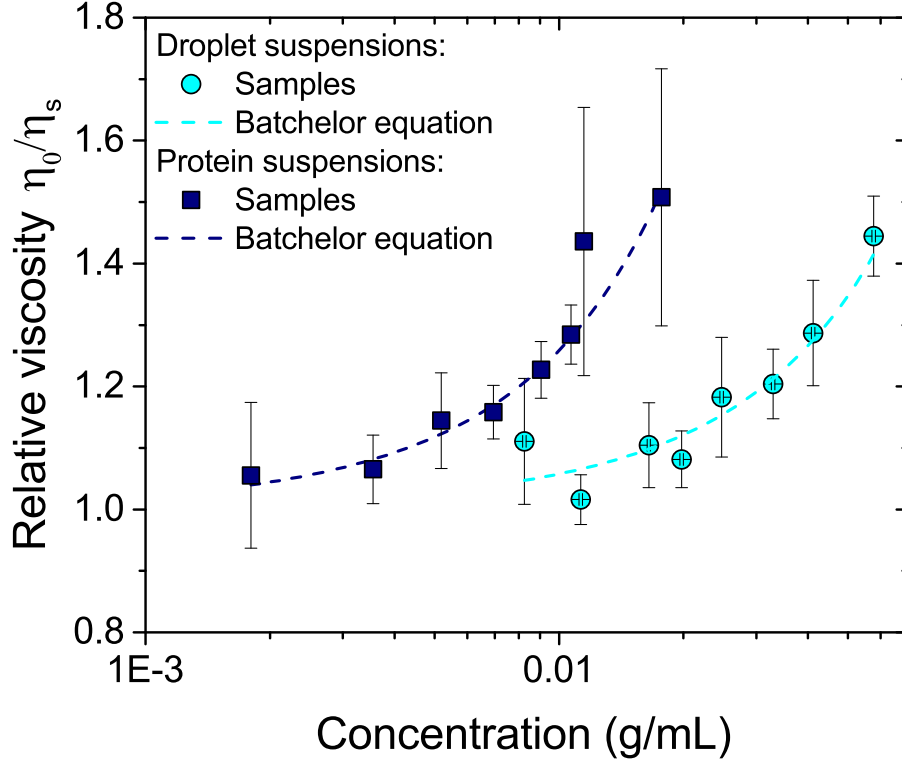 Droplet suspensions:
Samples
Batchelor equation
Protein suspensions:
Samples
Batchelor equation
Relative viscosity η₀/ηₛ
1.8
1.6
1.4
1.2
1.0
0.8
1E-3
0.01
Concentration (g/mL)